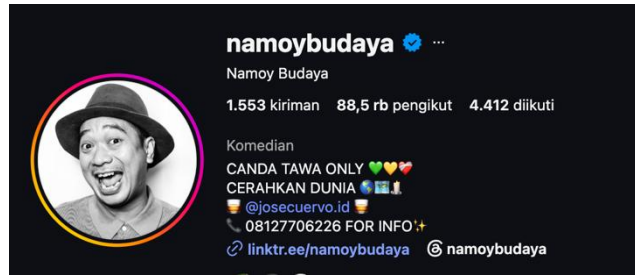 namoybudaya
Namoy Budaya
1.553 kiriman 88,5 rb pengikut 4.412 diikuti
Komedian
CANDA TAWA ONLY 💚💛❤️‍🩹
CERAHKAN DUNIA 🌎🗺️🕯️
🥃 @josecuervo.id 🥃
📞 08127706226 FOR INFO✨
linktr.ee/namoybudaya namoybudaya